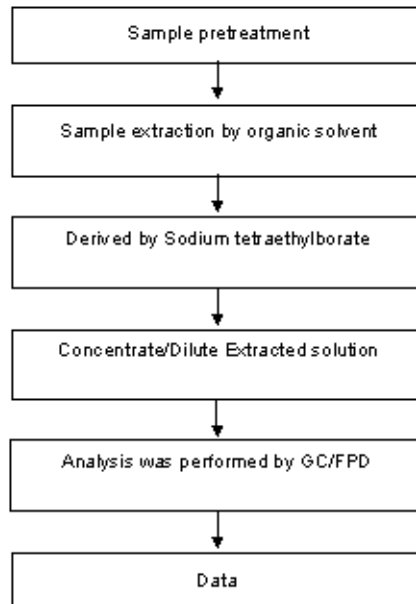 Sample pretreatment
Sample extraction by organic solvent
Derived by Sodium tetraethylborate
Concentrate/Dilute Extracted solution
Analysis was performed by GC/FPD
Data